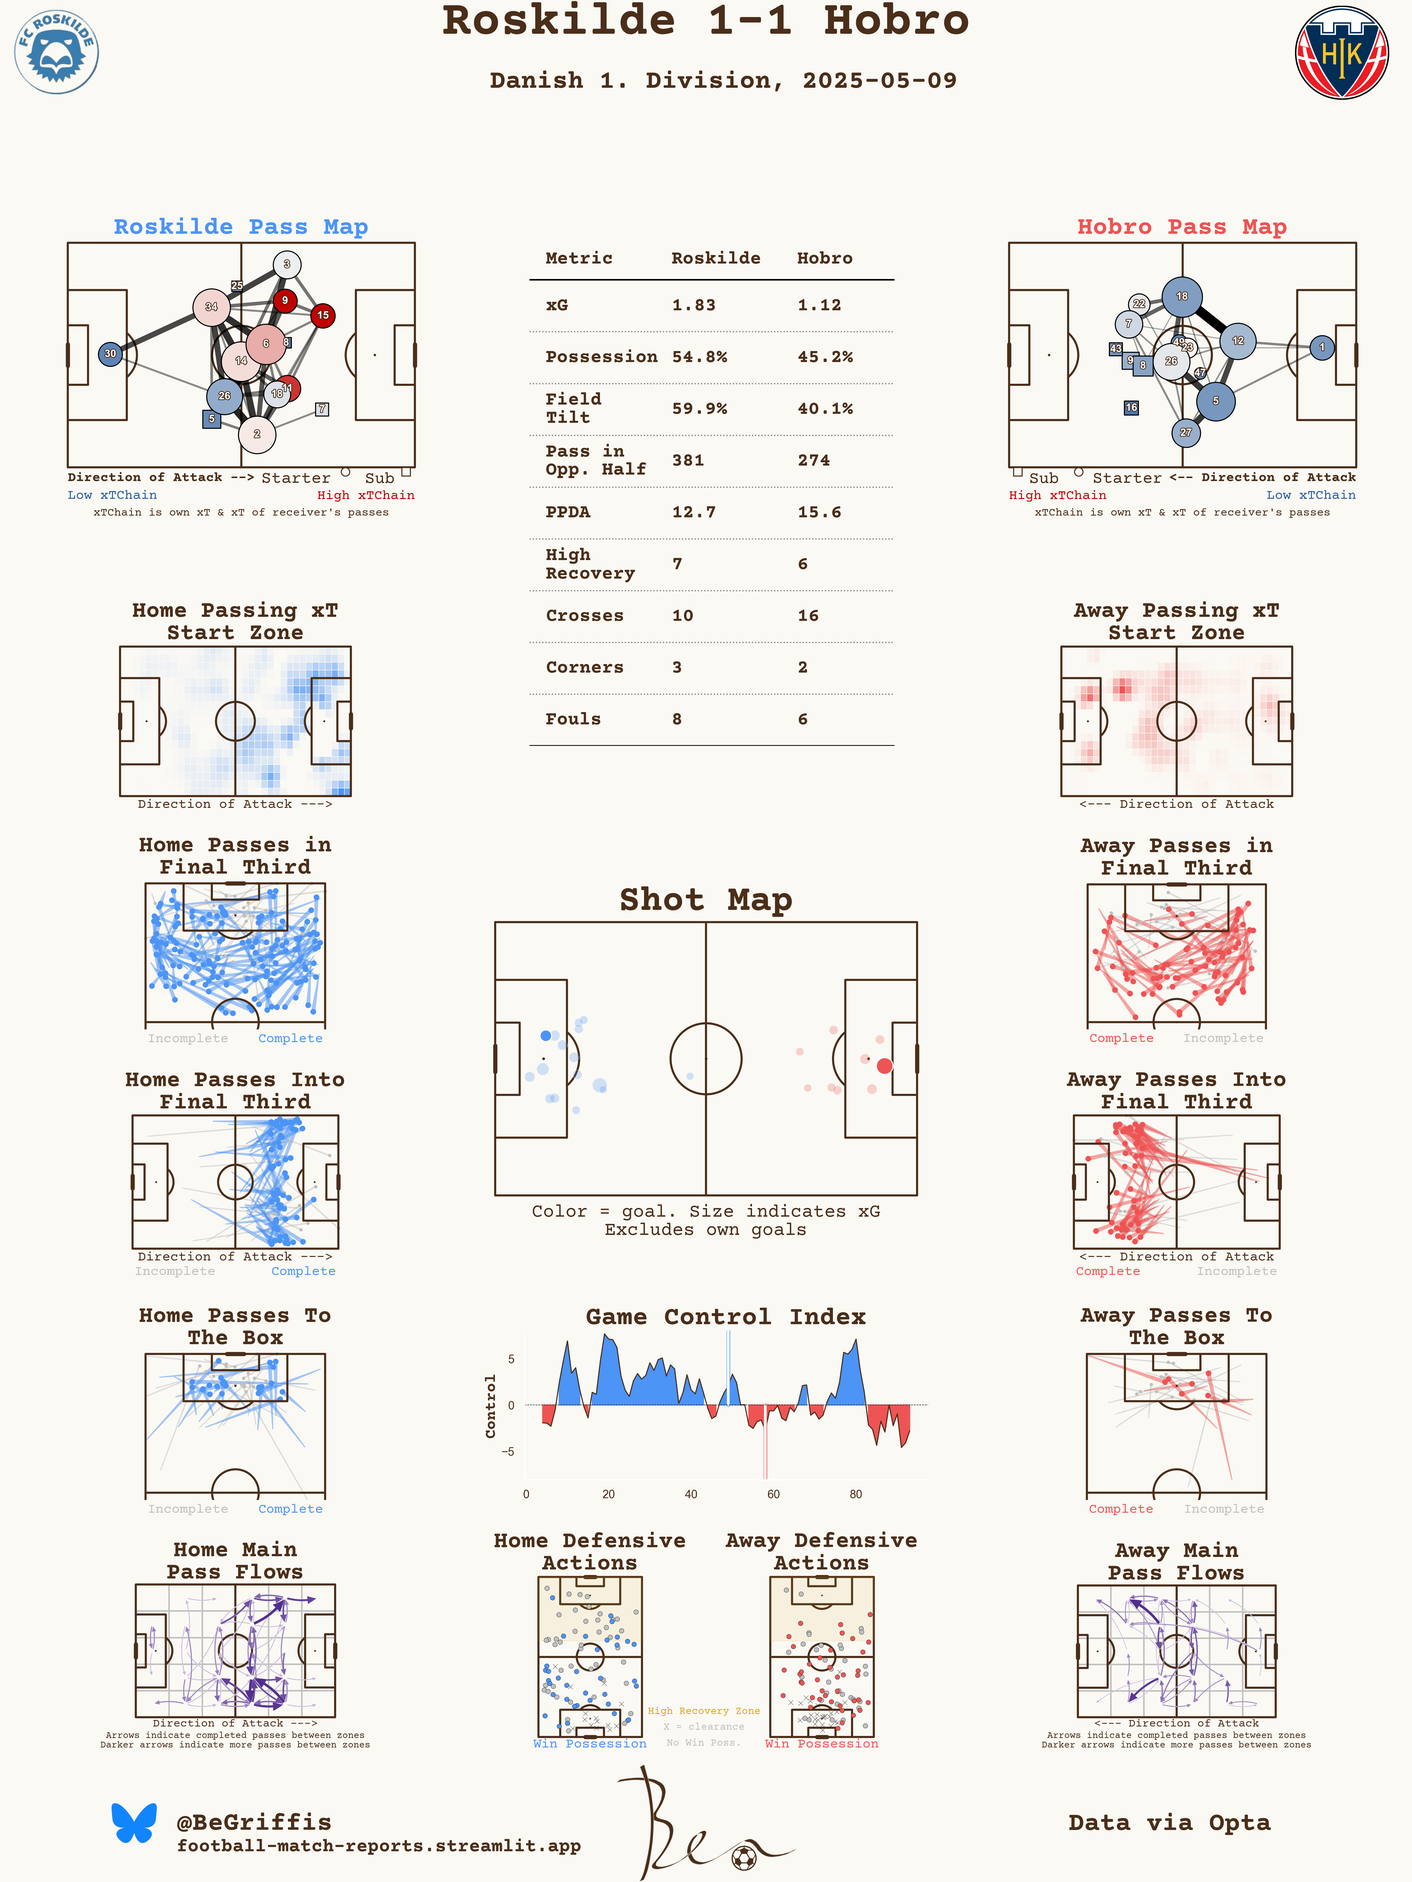 Roskilde 1-1 Hobro
Danish 1. Division, 2025-05-09
FC ROSKILDE
HIK
Roskilde Pass Map
3
25
34
9
15
30
6
8
14
11
18
26
7
5
2
Direction of Attack --> Starter Sub
Low xTChain High xTChain
xTChain is own xT & xT of receiver's passes
Metric Roskilde Hobro
xG 1.83 1.12
Possession 54.8% 45.2%
Field
Tilt 59.9% 40.1%
Pass in
Opp. Half 381 274
PPDA 12.7 15.6
High
Recovery 7 6
Crosses 10 16
Corners 3 2
Fouls 8 6
Hobro Pass Map
18
22
7
12
1
49
23
43
9
8
26
47
5
16
27
Sub Starter <-- Direction of Attack
High xTChain Low xTChain
xTChain is own xT & xT of receiver's passes
Home Passing xT
Start Zone
Direction of Attack --->
Away Passing xT
Start Zone
<--- Direction of Attack
Home Passes in
Final Third
Incomplete Complete
Away Passes in
Final Third
Complete Incomplete
Shot Map
Color = goal. Size indicates xG
Excludes own goals
Home Passes Into
Final Third
Direction of Attack --->
Incomplete Complete
Away Passes Into
Final Third
<--- Direction of Attack
Complete Incomplete
Home Passes To
The Box
Incomplete Complete
Game Control Index
Control
5
0
−5
0 20 40 60 80
Away Passes To
The Box
Complete Incomplete
Home Main
Pass Flows
Direction of Attack --->
Arrows indicate completed passes between zones
Darker arrows indicate more passes between zones
Home Defensive
Actions
Win Possession
High Recovery Zone
X = clearance
No Win Poss.
Away Defensive
Actions
Win Possession
Away Main
Pass Flows
<--- Direction of Attack
Arrows indicate completed passes between zones
Darker arrows indicate more passes between zones
@BeGriffis
football-match-reports.streamlit.app
Ben
Data via Opta